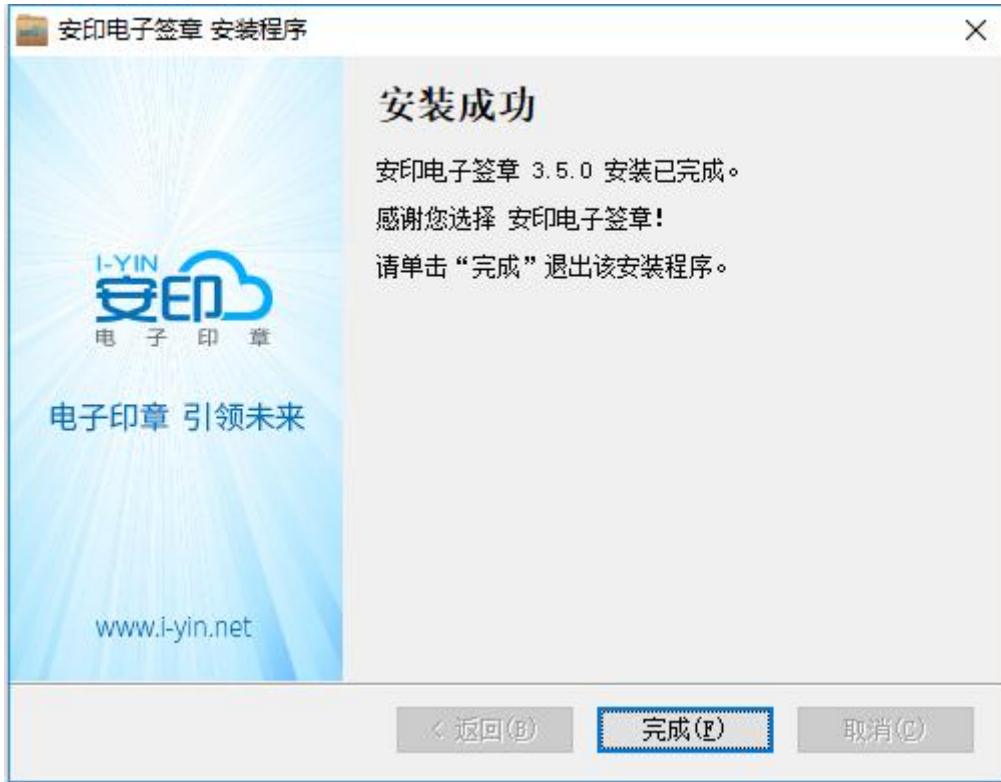 安印电子签章 安装程序
安装成功
安印电子签章 3.5.0 安装已完成。
感谢您选择 安印电子签章!
请单击“完成”退出该安装程序。
I-YIN
安印
电子印章
电子印章 引领未来
www.i-yin.net
< 返回(B)
完成(F)
取消(C)